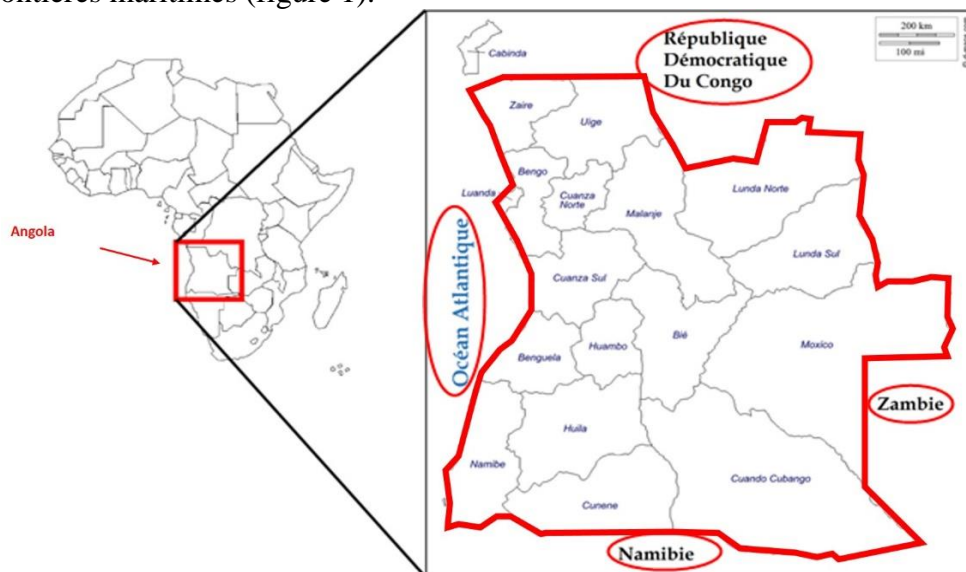 ontières maritimes (figure 1).
200 km
100 mi
Cabinda
République
Démocratique
Du Congo
Zaire
Uige
Bengo
Luanda
Cuanza
Norte
Malanje
Lunda Norte
Angola
Océan Atlantique
Cuanza Sul
Lunda Sul
Benguela
Huambo
Bié
Moxico
Zambie
Huila
Namibe
Cunene
Cuando Cubango
Namibie